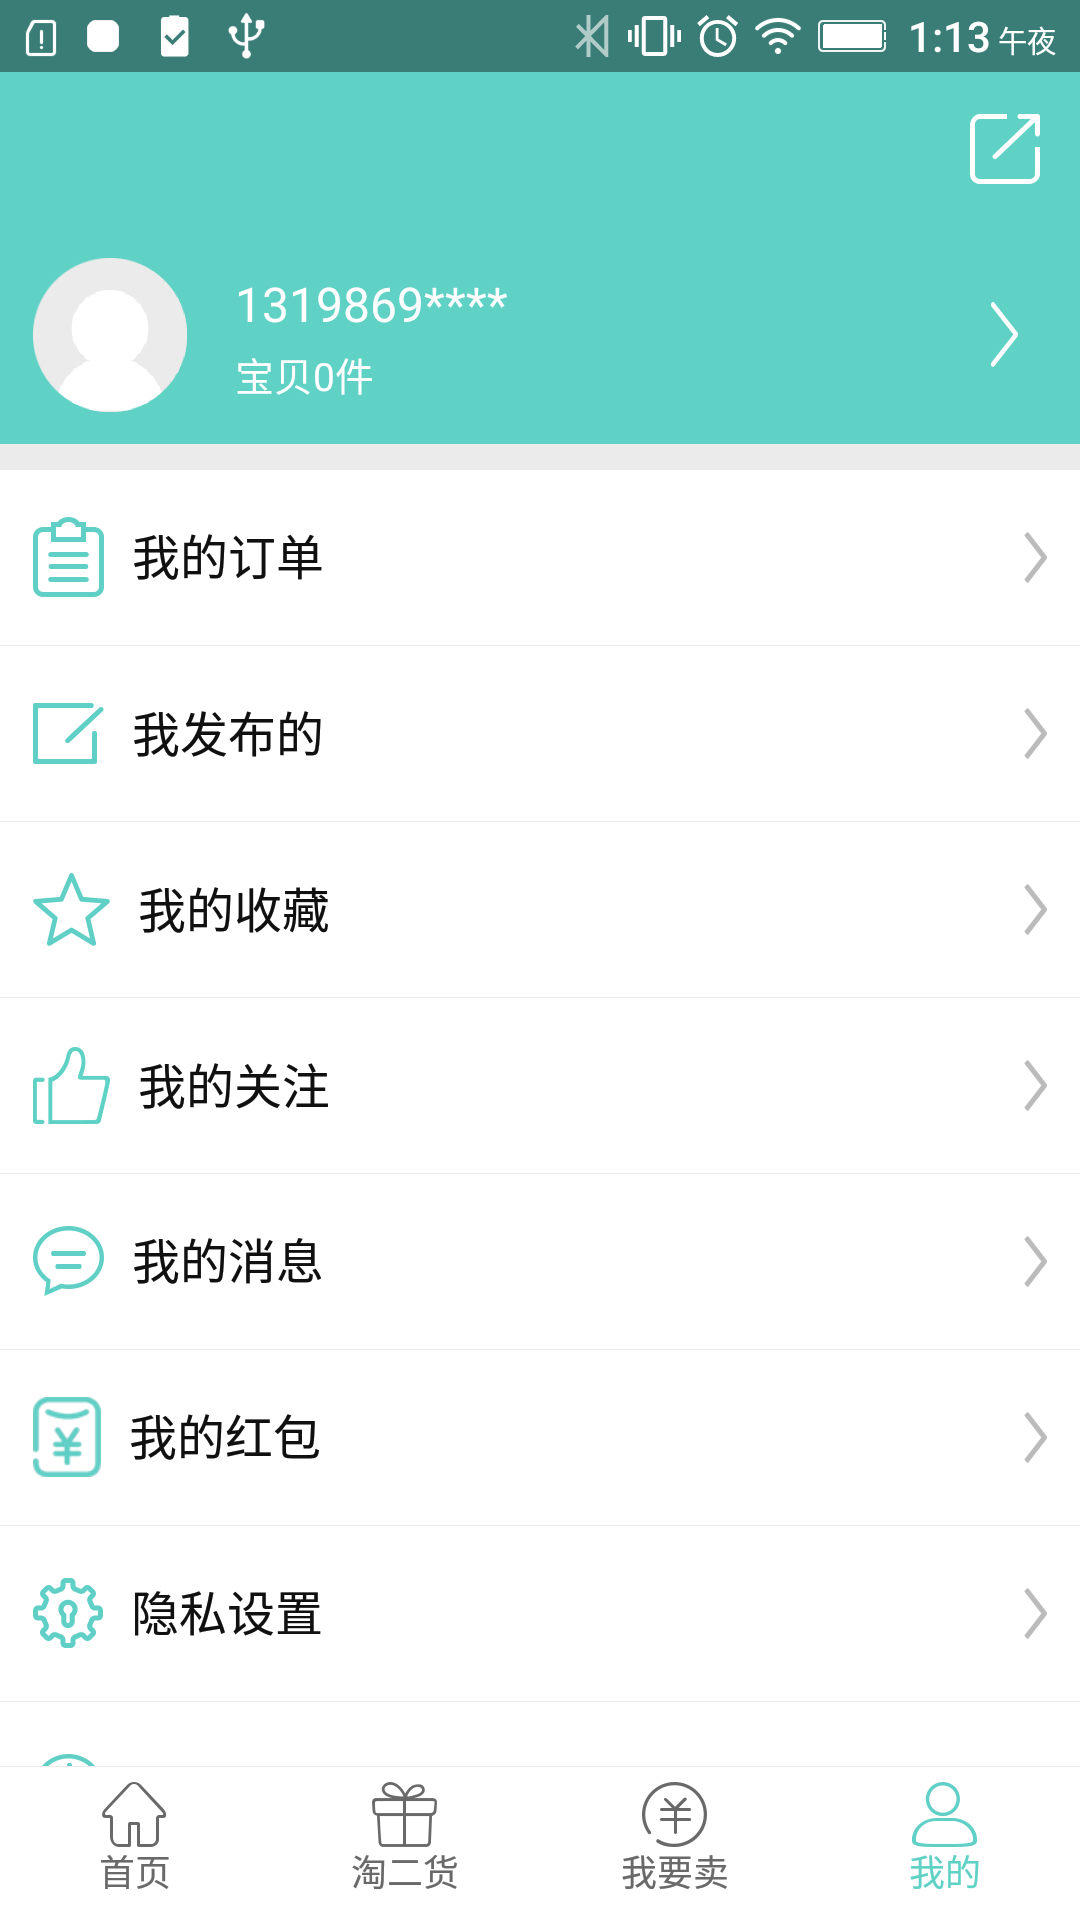 1:13 午夜
1319869****
宝贝0件
我的订单
我发布的
我的收藏
我的关注
我的消息
我的红包
隐私设置
首页 淘二货 我要卖 我的